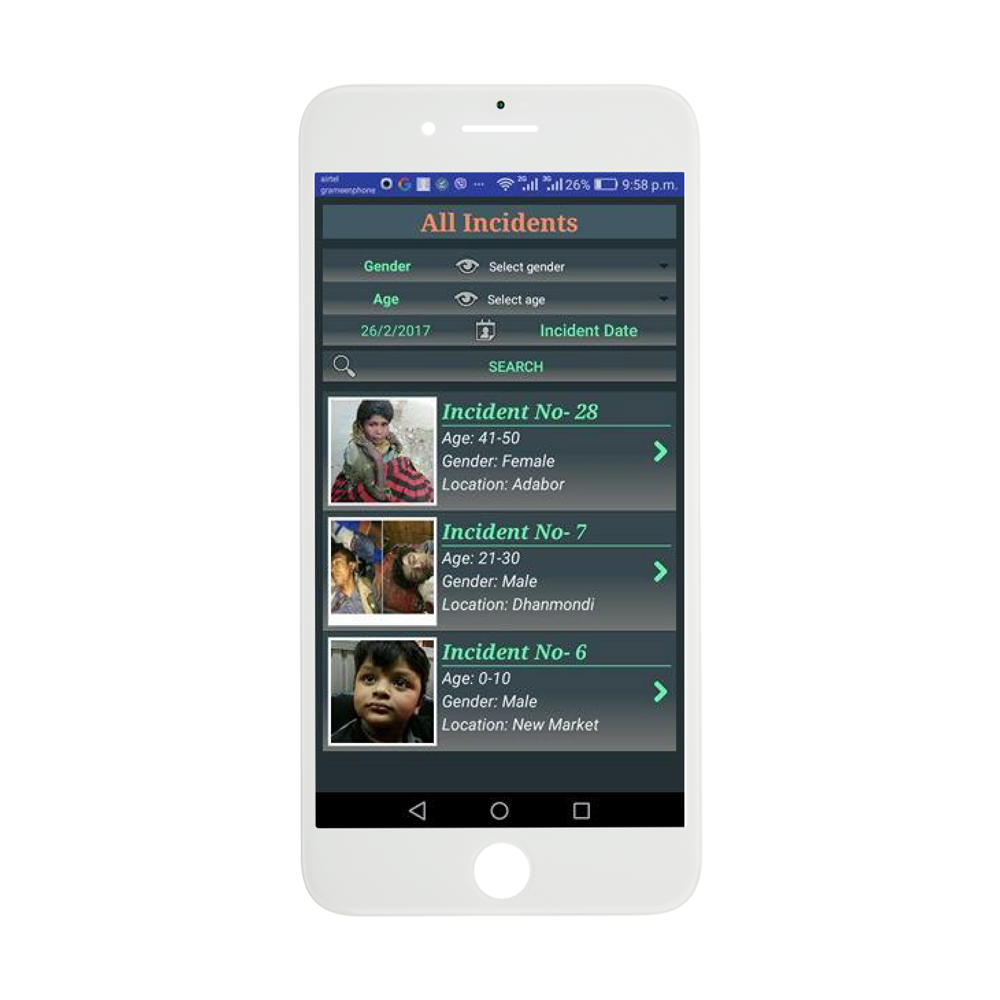 airtel
grameenphone
2G 3G 26% 9:58 p.m.
All Incidents
Gender Select gender
Age Select age
26/2/2017 Incident Date
SEARCH
Incident No- 28
Age: 41-50
Gender: Female
Location: Adabor
Incident No- 7
Age: 21-30
Gender: Male
Location: Dhanmondi
Incident No- 6
Age: 0-10
Gender: Male
Location: New Market